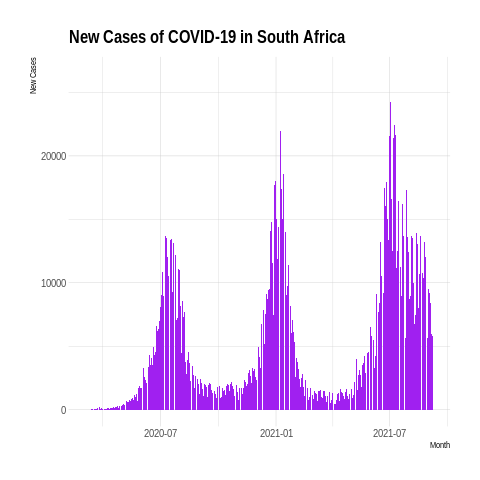 New Cases of COVID-19 in South Africa
New Cases
20000
10000
0
2020-07 2021-01 2021-07
Month